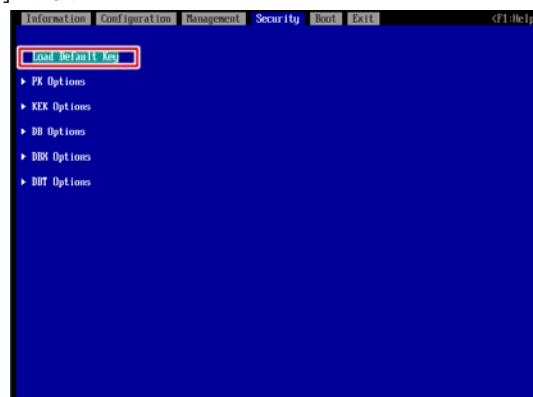 ]
Information Configuration Management Security Boot Exit <F1:Help
Load Default Key
▶ PK Options
▶ KEK Options
▶ DB Options
▶ DBX Options
▶ DBT Options